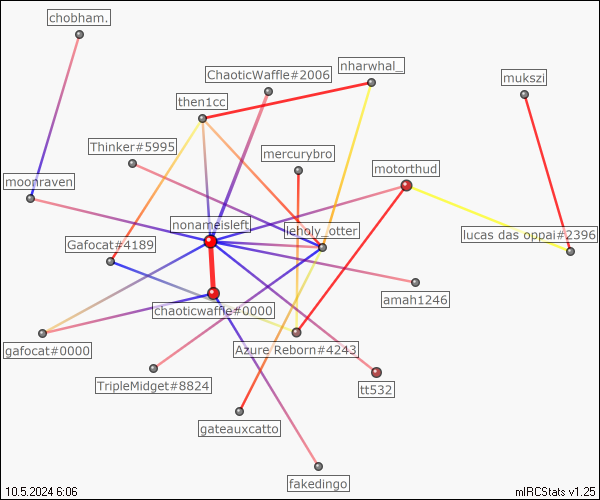 chobham.
nharwhal_
ChaoticWaffle#2006
mukszi
then1cc
Thinker#5995
mercurybro
motorthud
moonraven
nonameisleft
leholy_otter
lucas das oppai#2396
Gafocat#4189
amah1246
chaoticwaffle#0000
gafocat#0000
Azure Reborn#4243
TripleMidget#8824
tt532
gateauxcatto
fakedingo
10.5.2024 6:06
mIRCStats v1.25